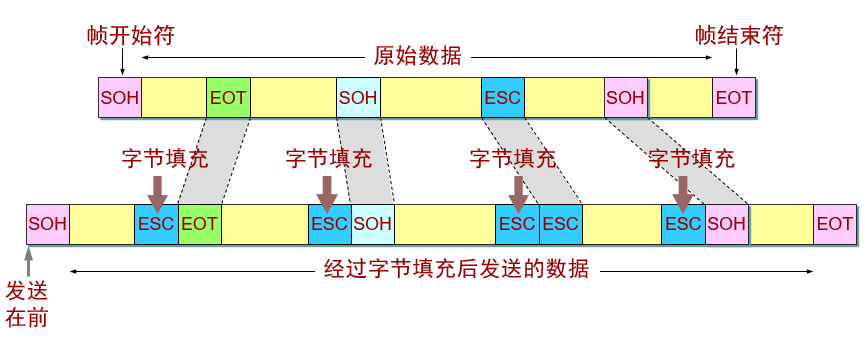 帧开始符
原始数据
帧结束符
SOH EOT SOH ESC SOH EOT
字节填充 字节填充 字节填充 字节填充
SOH ESC EOT ESC SOH ESC ESC ESC SOH EOT
经过字节填充后发送的数据
发送
在前